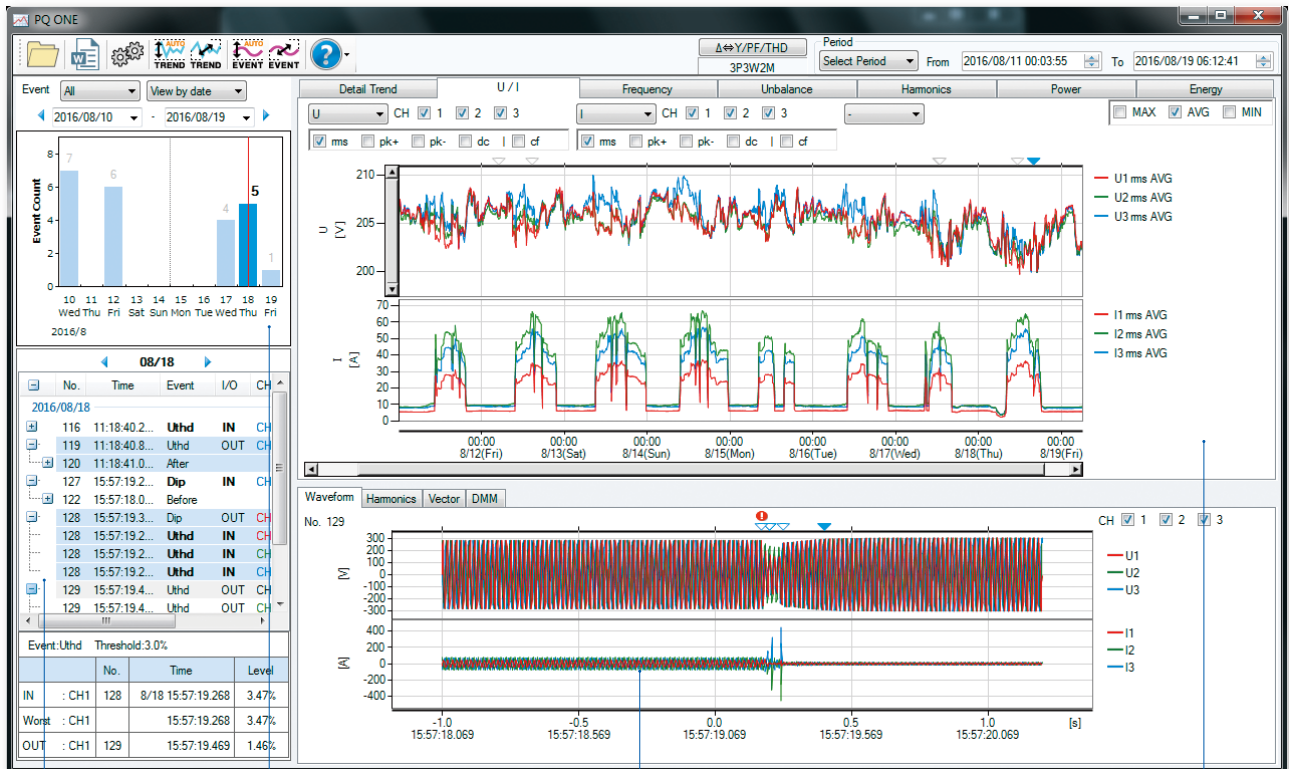 PQ ONE
AUTO AUTO
TREND TREND EVENT EVENT
?
Δ⇔Y/PF/THD
3P3W2M
Period
Select Period From 2016/08/11 00:03:55 To 2016/08/19 06:12:41
Event All View by date
2016/08/10 - 2016/08/19
Event Count
8
6
4
2
0
7
6
4
5
1
10 11 12 13 14 15 16 17 18 19
Wed Thu Fri Sat Sun Mon Tue Wed Thu Fri
2016/8
08/18
No. Time Event I/O CH
2016/08/18
116 11:18:40.2... Uthd IN CH
119 11:18:40.8... Uthd OUT CH
120 11:18:41.0... After
127 15:57:19.2... Dip IN CH
122 15:57:18.0... Before
128 15:57:19.3... Dip OUT CH
128 15:57:19.2... Uthd IN CH
128 15:57:19.2... Uthd IN CH
128 15:57:19.2... Uthd IN CH
129 15:57:19.4... Uthd OUT CH
129 15:57:19.4... Uthd OUT CH
Event:Uthd Threshold:3.0%
No. Time Level
IN : CH1 128 8/18 15:57:19.268 3.47%
Worst : CH1 15:57:19.268 3.47%
OUT : CH1 129 15:57:19.469 1.46%
Detail Trend U / I Frequency Unbalance Harmonics Power Energy
U CH 1 2 3 I CH 1 2 3 - MAX AVG MIN
rms pk+ pk- dc | cf rms pk+ pk- dc | cf
U
[V]
210
205
200
U1 rms AVG
U2 rms AVG
U3 rms AVG
I
[A]
70
60
50
40
30
20
10
0
I1 rms AVG
I2 rms AVG
I3 rms AVG
00:00 00:00 00:00 00:00 00:00 00:00 00:00 00:00
8/12(Fri) 8/13(Sat) 8/14(Sun) 8/15(Mon) 8/16(Tue) 8/17(Wed) 8/18(Thu) 8/19(Fri)
Waveform Harmonics Vector DMM
No. 129 CH 1 2 3
[V]
300
200
100
0
-100
-200
-300
U1
U2
U3
[A]
400
200
0
-200
-400
I1
I2
I3
-1.0 -0.5 0.0 0.5 1.0 [s]
15:57:18.069 15:57:18.569 15:57:19.069 15:57:19.569 15:57:20.069